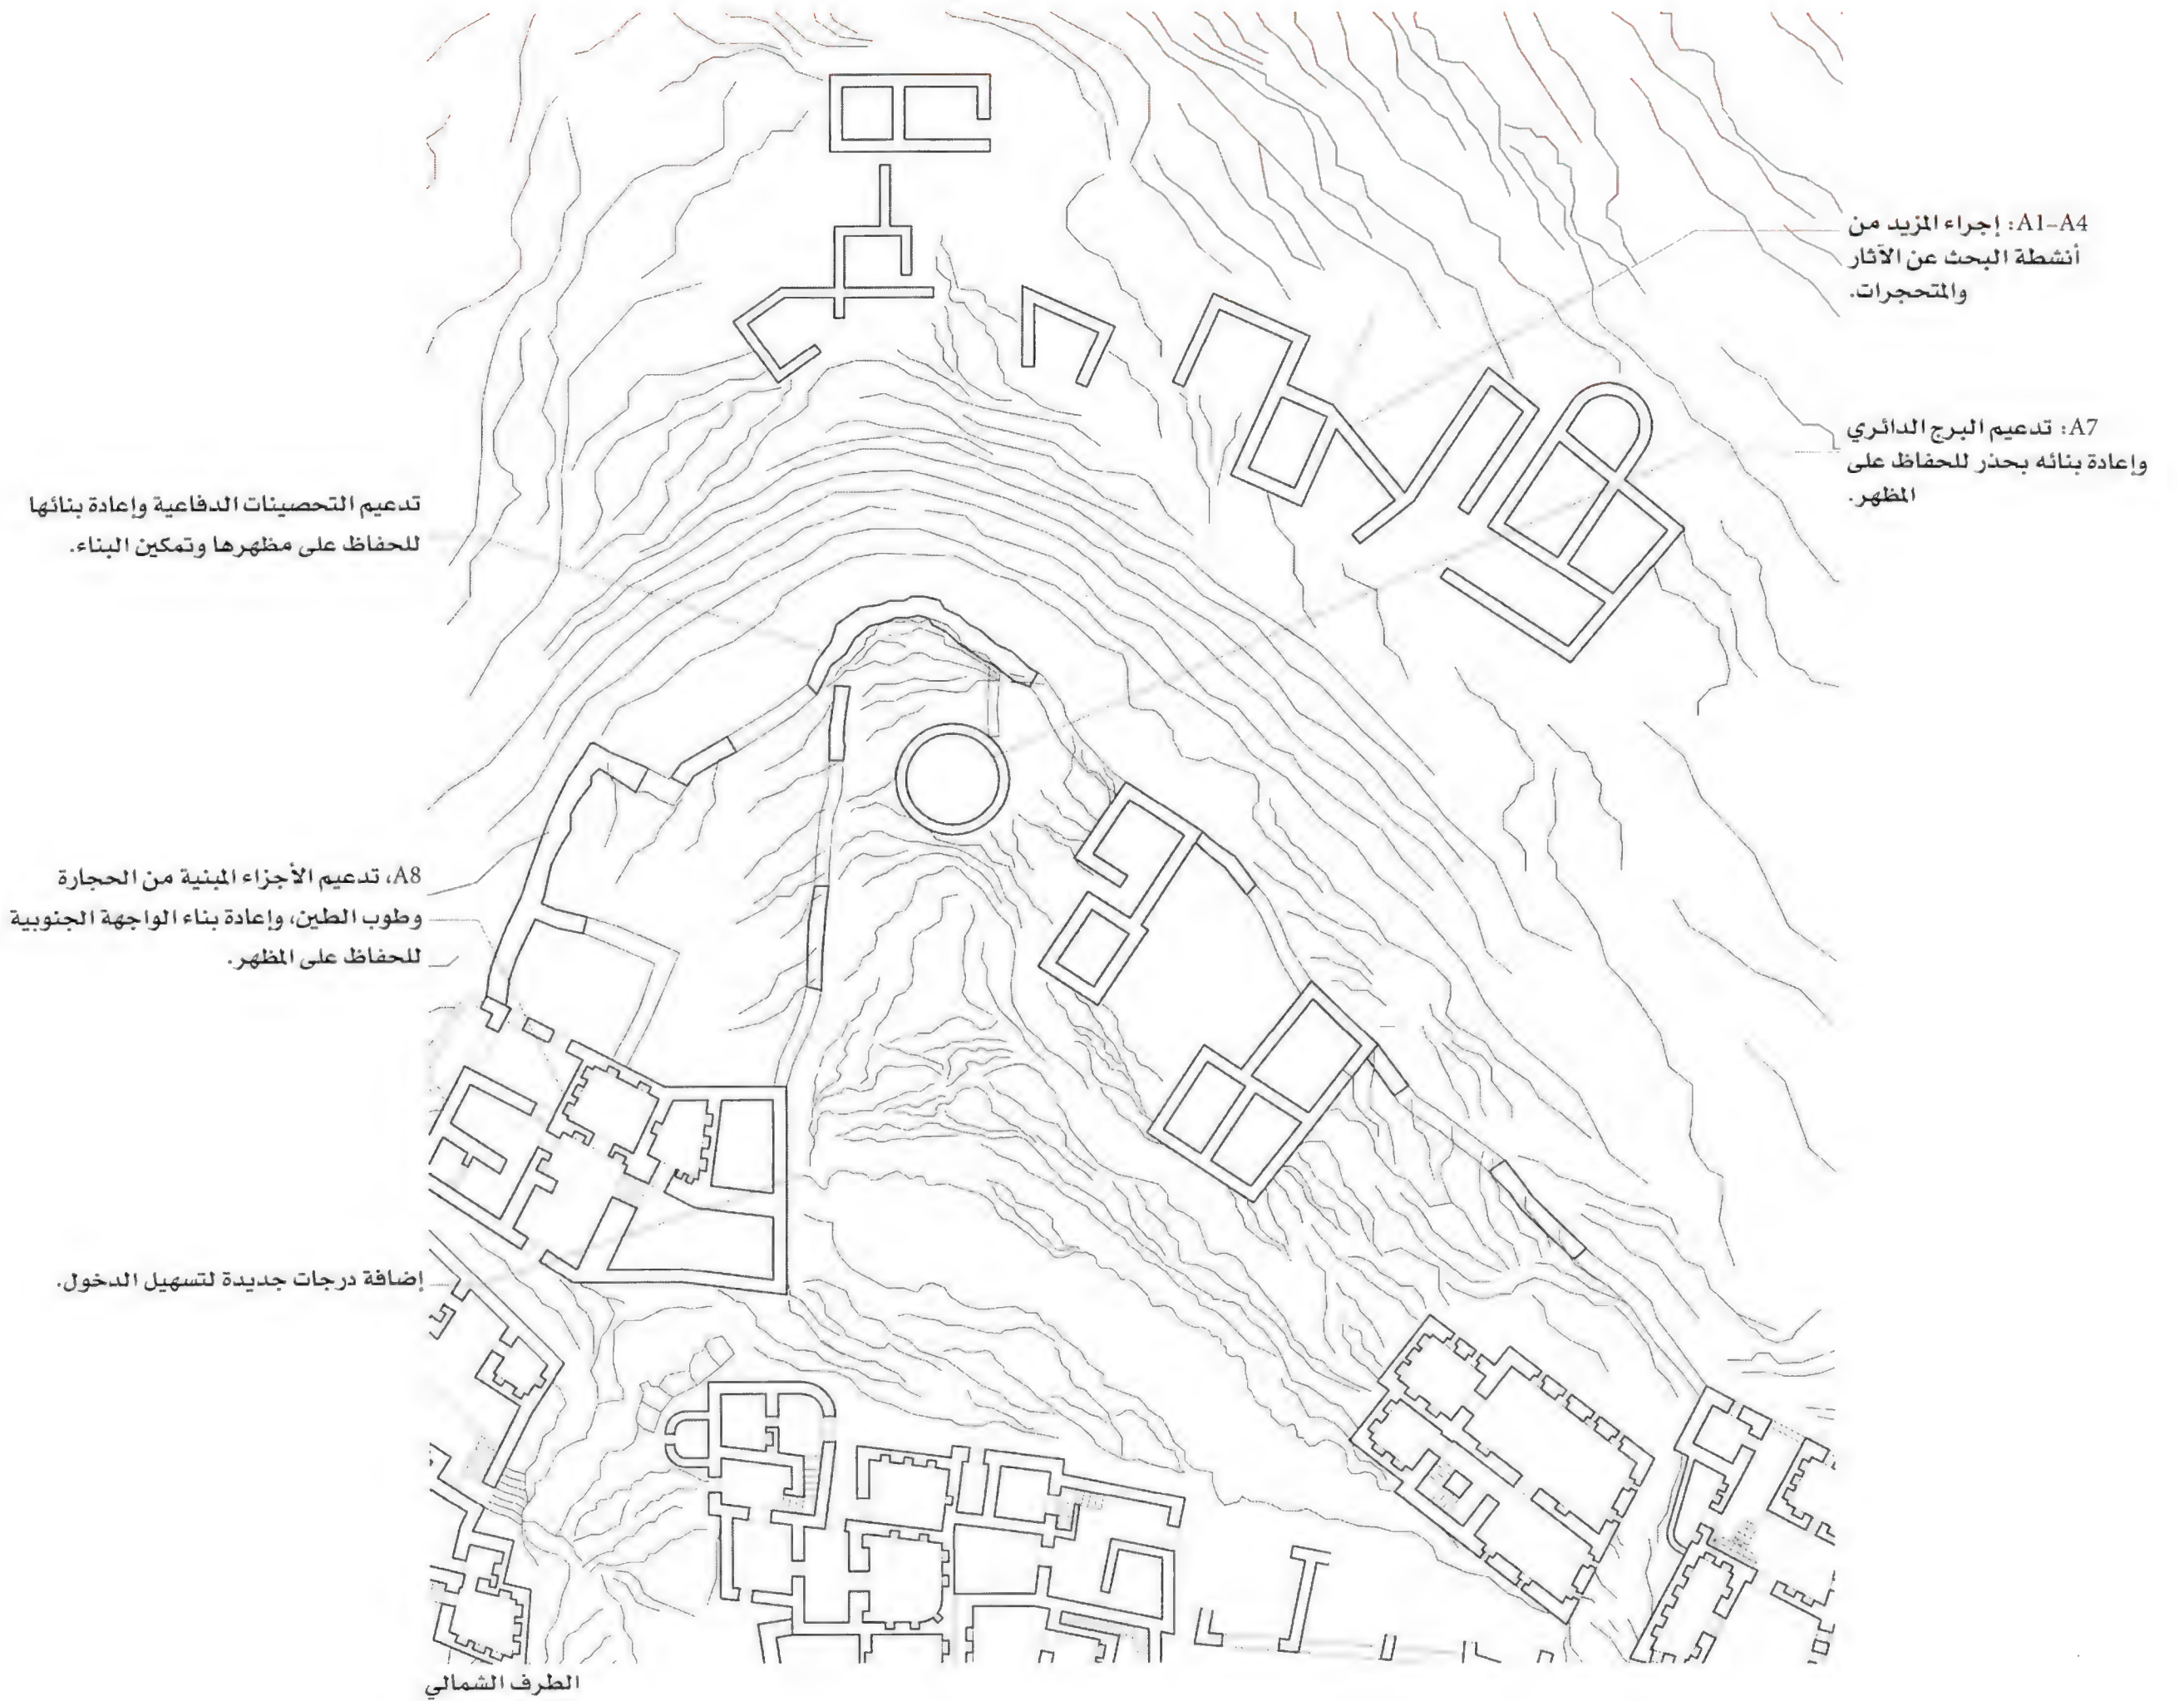 A1–A4: إجراء المزيد من
أنشطة البحث عن الآثار
والمتحجرات.
A7: تدعيم البرج الدائري
وإعادة بنائه بحذر للحفاظ على
المظهر.
تدعيم التحصينات الدفاعية وإعادة بنائها
للحفاظ على مظهرها وتمكين البناء.
A8، تدعيم الأجزاء المبنية من الحجارة
وطوب الطين، وإعادة بناء الواجهة الجنوبية
للحفاظ على المظهر.
إضافة درجات جديدة لتسهيل الدخول.
الطرف الشمالي